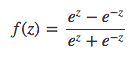 f(z) = (e^z − e^−z) / (e^z + e^−z)